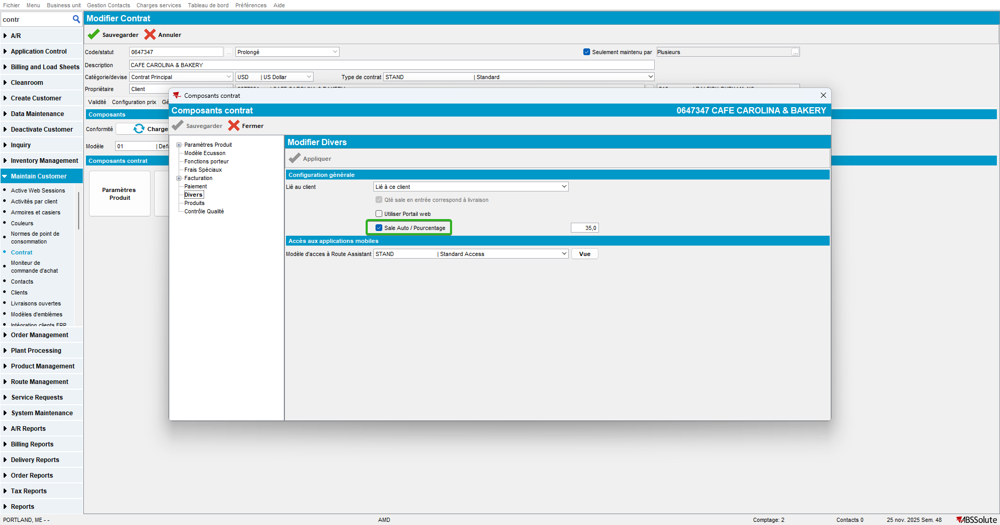 Fichier Menu Business unit Gestion Contacts Charges services Tableau de bord Préférences Aide
contr
Modifier Contrat
Sauvegarder Annuler
Code/statut 0647347 ... Prolongé Seulement maintenu par Plusieurs ...
Description CAFE CAROLINA & BAKERY
Catégorie/devise Contrat Principal USD | US Dollar Type de contrat STAND | Standard
Propriétaire Client
Validité Configuration prix
Composants
Conformité Charge
Modèle 01 | Defa
Composants contrat
Paramètres
Produit
A/R
Application Control
Billing and Load Sheets
Cleanroom
Create Customer
Data Maintenance
Deactivate Customer
Inquiry
Inventory Management
Maintain Customer
Active Web Sessions
Activités par client
Armoires et casiers
Couleurs
Normes de point de
consommation
Contrat
Moniteur de
commande d'achat
Contacts
Clients
Livraisons ouvertes
Modèles d'emblèmes
Intégration clients ERP
Order Management
Plant Processing
Product Management
Route Management
Service Requests
System Maintenance
A/R Reports
Billing Reports
Delivery Reports
Order Reports
Tax Reports
Reports
Composants contrat
Composants contrat 0647347 CAFE CAROLINA & BAKERY
Sauvegarder Fermer
Paramètres Produit
Modèle Ecusson
Fonctions porteur
Frais Spéciaux
Facturation
Paiement
Divers
Produits
Contrôle Qualité
Modifier Divers
Appliquer
Configuration générale
Lié au client Lié à ce client
Qté sale en entrée correspond à livraison
Utiliser Portail web
Sale Auto / Pourcentage 35,0
Accès aux applications mobiles
Modèle d'acces à Route Assistant STAND | Standard Access Vue
PORTLAND, ME - - AMD Comptage: 2 Contacts 0 25 nov. 2025 Sem. 48 ABSSolute